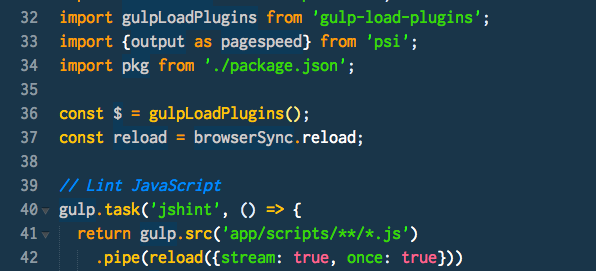 32 import gulpLoadPlugins from 'gulp-load-plugins';
33 import {output as pagespeed} from 'psi';
34 import pkg from './package.json';
35
36 const $ = gulpLoadPlugins();
37 const reload = browserSync.reload;
38
39 // Lint JavaScript
40 gulp.task('jshint', () => {
41 return gulp.src('app/scripts/**/*.js')
42 .pipe(reload({stream: true, once: true}))